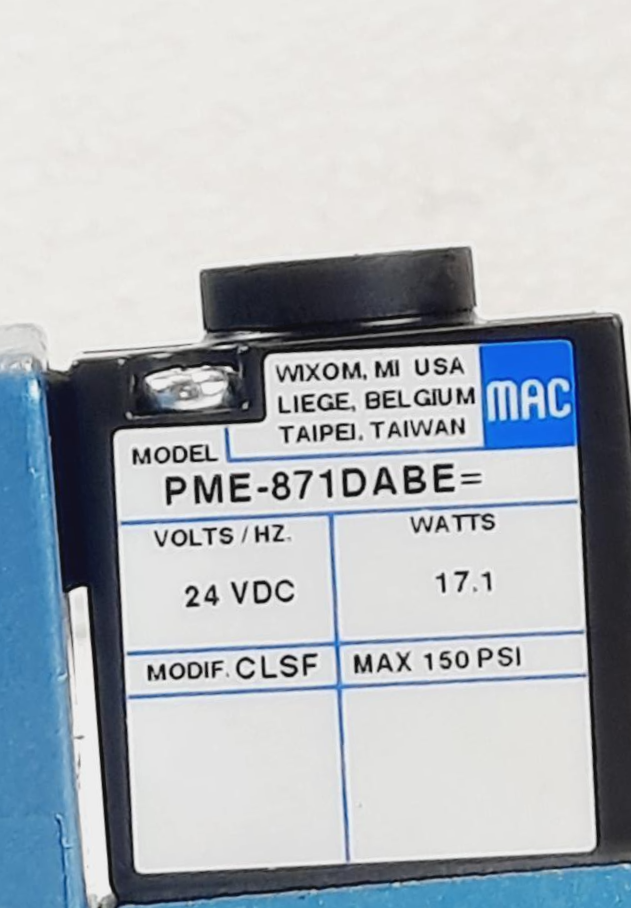 WIXOM, MI USA
LIEGE, BELGIUM
TAIPEI, TAIWAN
MAC
MODEL
PME-871DABE=
VOLTS / HZ.
WATTS
24 VDC
17.1
MODIF. CLSF
MAX 150 PSI